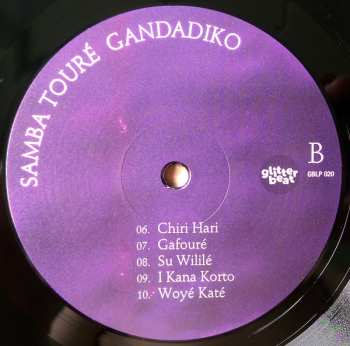 SAMBA TOURÉ GANDADIKO
glitter
beat
B
GBLP 020
06. Chiri Hari
07. Gafouré
08. Su Wililé
09. I Kana Korto
10. Woyé Katé